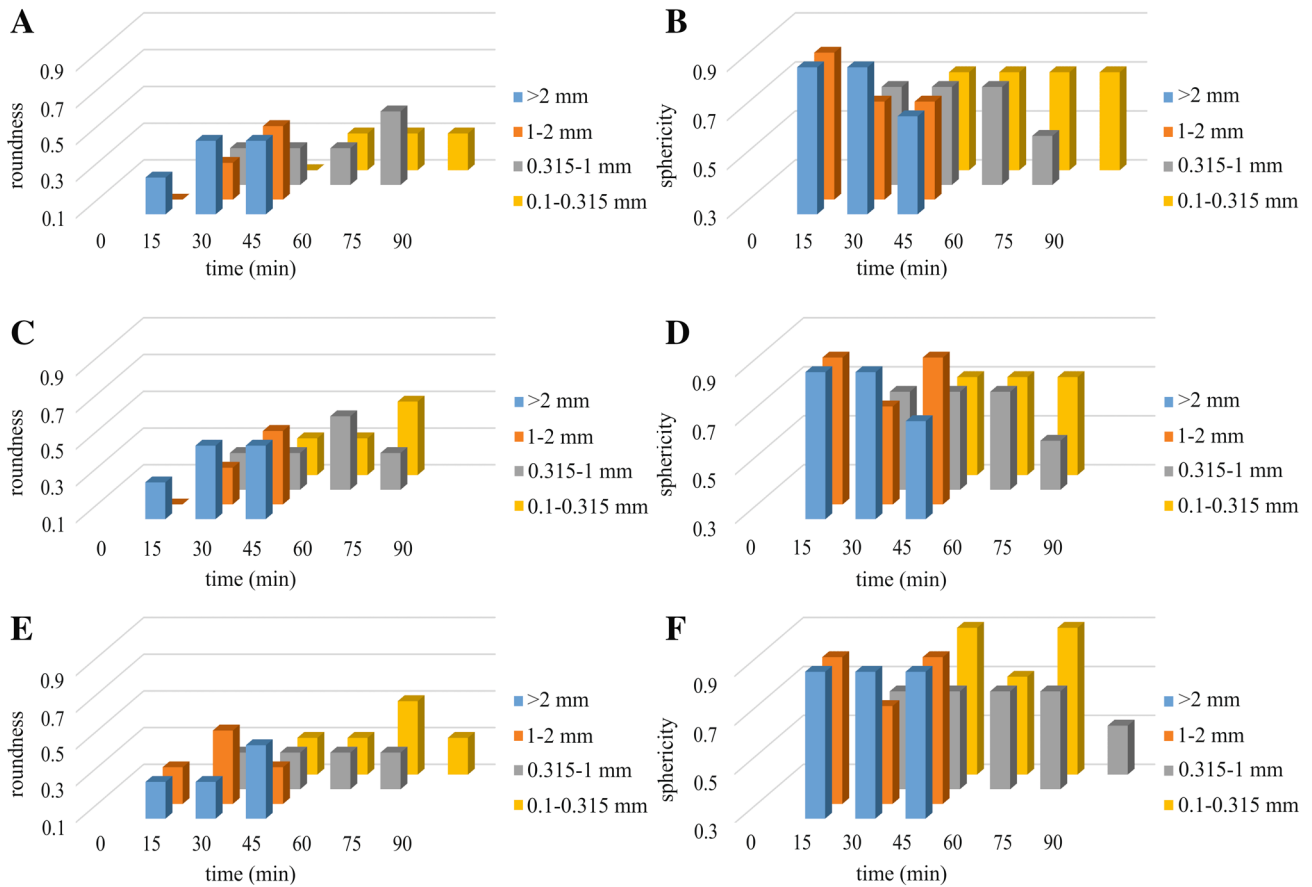 A
0.9
0.7
0.5
0.3
0.1
roundness
0 15 30 45 60 75 90
time (min)
>2 mm
1-2 mm
0.315-1 mm
0.1-0.315 mm
B
0.9
0.7
0.5
0.3
sphericity
0 15 30 45 60 75 90
time (min)
>2 mm
1-2 mm
0.315-1 mm
0.1-0.315 mm
C
0.9
0.7
0.5
0.3
0.1
roundness
0 15 30 45 60 75 90
time (min)
>2 mm
1-2 mm
0.315-1 mm
0.1-0.315 mm
D
0.9
0.7
0.5
0.3
sphericity
0 15 30 45 60 75 90
time (min)
>2 mm
1-2 mm
0.315-1 mm
0.1-0.315 mm
E
0.9
0.7
0.5
0.3
0.1
roundness
0 15 30 45 60 75 90
time (min)
>2 mm
1-2 mm
0.315-1 mm
0.1-0.315 mm
F
0.9
0.7
0.5
0.3
sphericity
0 15 30 45 60 75 90
time (min)
>2 mm
1-2 mm
0.315-1 mm
0.1-0.315 mm